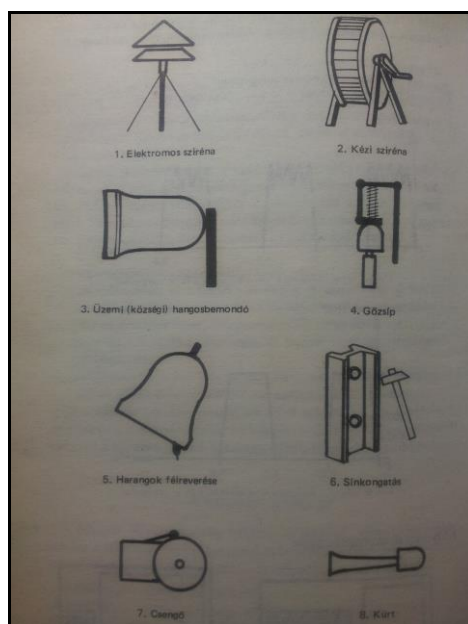 1. Elektromos sziréna
2. Kézi sziréna
3. Üzemi (községi) hangosbemondó
4. Gőzsíp
5. Harangok félreverése
6. Sínkongatás
7. Csengő
8. Kürt